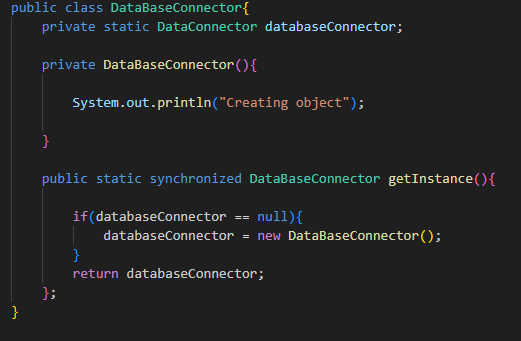 public class DataBaseConnector{
private static DataConnector databaseConnector;
private DataBaseConnector(){
System.out.println("Creating object");
}
public static synchronized DataBaseConnector getInstance(){
if(databaseConnector == null){
databaseConnector = new DataBaseConnector();
}
return databaseConnector;
};
}